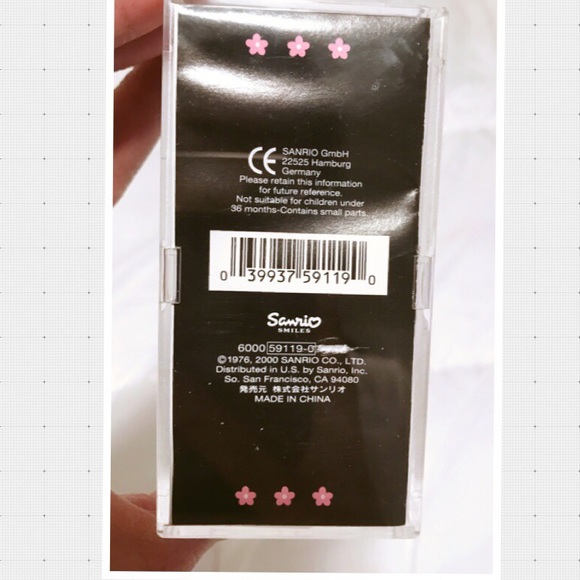 CE SANRIO GmbH
22525 Hamburg
Germany
Please retain this information
for future reference.
Not suitable for children under
36 months-Contains small parts.
0 39937 59119 0
Sanrio
SMILES
6000 59119-0
©1976, 2000 SANRIO CO., LTD.
Distributed in U.S. by Sanrio, Inc.
So. San Francisco, CA 94080
発売元 株式会社サンリオ
MADE IN CHINA